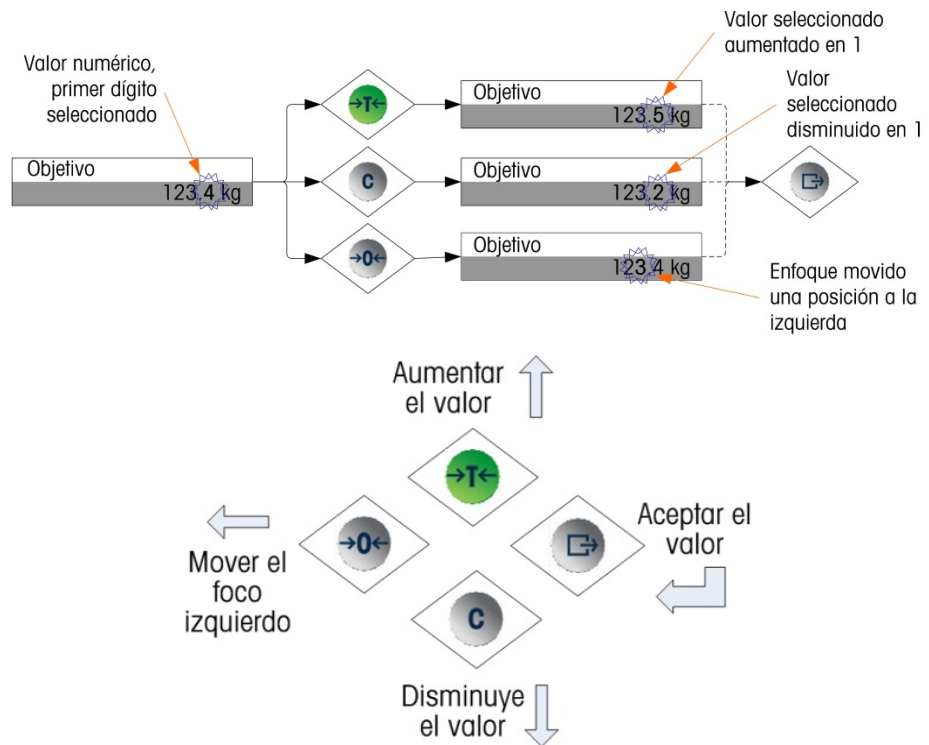 Valor numérico,
primer dígito
seleccionado
Valor seleccionado
aumentado en 1
Valor
seleccionado
disminuido en 1
→T←
Objetivo
123.5 kg
Objetivo
123.4 kg
C
Objetivo
123.2 kg
→0←
Objetivo
123.4 kg
Enfoque movido
una posición a la
izquierda
Aumentar
el valor
→T←
→0←
Mover el
foco
izquierdo
Aceptar el
valor
C
Disminuye
el valor